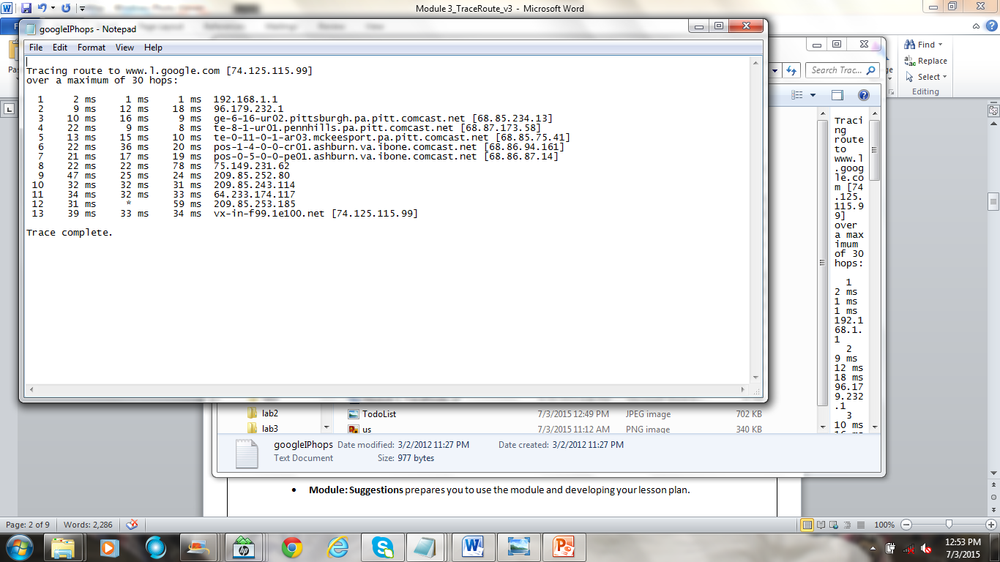 Module 3_TraceRoute_v3 - Microsoft Word
googleIPhops - Notepad
File Edit Format View Help
Tracing route to www.l.google.com [74.125.115.99]
over a maximum of 30 hops:
1 2 ms 1 ms 1 ms 192.168.1.1
2 9 ms 12 ms 18 ms 96.179.232.1
3 10 ms 16 ms 9 ms ge-6-16-ur02.pittsburgh.pa.pitt.comcast.net [68.85.234.13]
4 22 ms 9 ms 8 ms te-8-1-ur01.pennhills.pa.pitt.comcast.net [68.87.173.58]
5 13 ms 15 ms 10 ms te-0-11-0-1-ar03.mckeesport.pa.pitt.comcast.net [68.85.75.41]
6 22 ms 36 ms 20 ms pos-1-4-0-0-cr01.ashburn.va.ibone.comcast.net [68.86.94.161]
7 21 ms 17 ms 19 ms pos-0-5-0-0-pe01.ashburn.va.ibone.comcast.net [68.86.87.14]
8 22 ms 22 ms 78 ms 75.149.231.62
9 47 ms 25 ms 24 ms 209.85.252.80
10 32 ms 32 ms 31 ms 209.85.243.114
11 34 ms 32 ms 33 ms 64.233.174.117
12 31 ms * 59 ms 209.85.253.185
13 39 ms 33 ms 34 ms vx-in-f99.1e100.net [74.125.115.99]
Trace complete.
Find
Replace
Select
Editing
Search Trac...
Traci
ng
route
to
www.l
.goog
le.co
m [74
.125.
115.9
9]
over
a max
imum
of 30
hops:
1
2 ms
1 ms
1 ms
192.1
68.1.
1
2
9 ms
12 ms
18 ms
96.17
9.232
.1
3
10 ms
lab2 TodoList 7/3/2015 12:49 PM JPEG image 702 KB
lab3 us 7/3/2015 11:12 AM PNG image 340 KB
googleIPhops Date modified: 3/2/2012 11:27 PM Date created: 3/2/2012 11:27 PM
Text Document Size: 977 bytes
• Module: Suggestions prepares you to use the module and developing your lesson plan.
Page: 2 of 9 Words: 2,286 100%
12:53 PM
7/3/2015